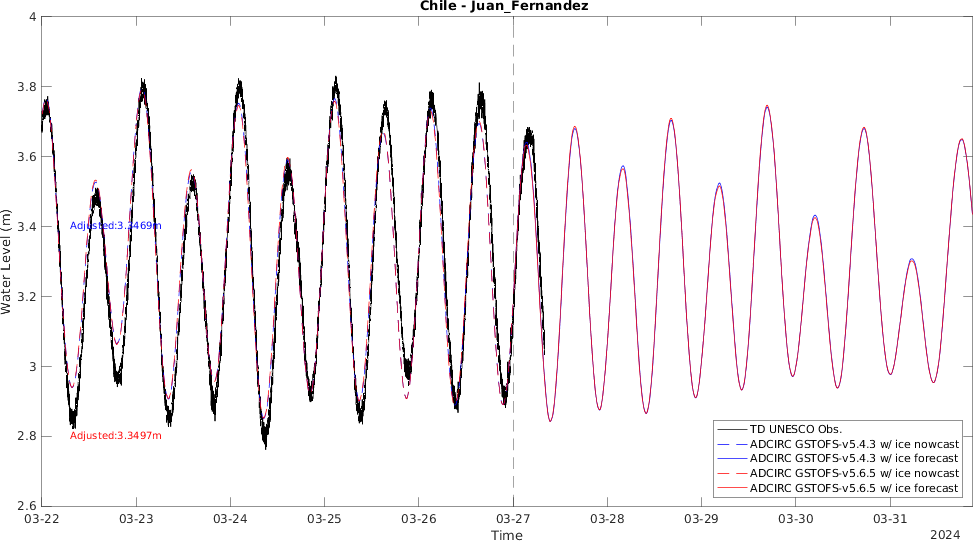 Chile - Juan_Fernandez
4
3.8
3.6
3.4
3.2
3
2.8
2.6
Water Level (m)
Adjusted:3.3469m
Adjusted:3.3497m
TD UNESCO Obs.
ADCIRC GSTOFS-v5.4.3 w/ ice nowcast
ADCIRC GSTOFS-v5.4.3 w/ ice forecast
ADCIRC GSTOFS-v5.6.5 w/ ice nowcast
ADCIRC GSTOFS-v5.6.5 w/ ice forecast
03-22 03-23 03-24 03-25 03-26 03-27 03-28 03-29 03-30 03-31
Time
2024